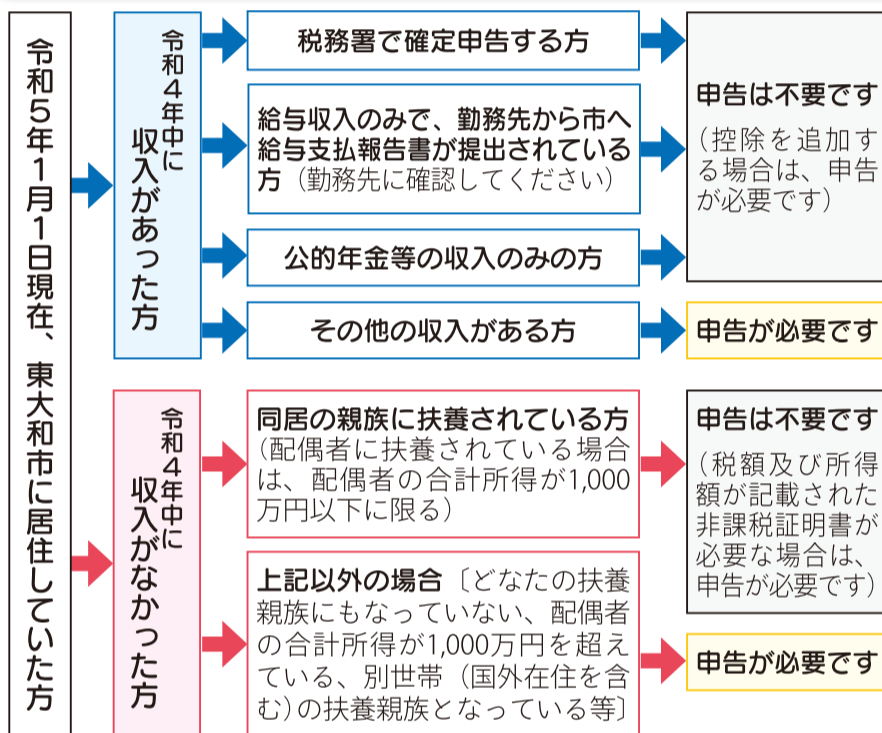 令和5年1月1日現在、東大和市に居住していた方
令和4年中に
収入があった方
税務署で確定申告する方
給与収入のみで、勤務先から市へ
給与支払報告書が提出されている
方（勤務先に確認してください）
公的年金等の収入のみの方
その他の収入がある方
申告は不要です
（控除を追加す
る場合は、申告
が必要です）
申告が必要です
令和4年中に
収入がなかった方
同居の親族に扶養されている方
（配偶者に扶養されている場合
は、配偶者の合計所得が1,000
万円以下に限る）
上記以外の場合〔どなたの扶養
親族にもなっていない、配偶者
の合計所得が1,000万円を超え
ている、別世帯（国外在住を含
む）の扶養親族となっている等〕
申告は不要です
（税額及び所得
額が記載された
非課税証明書が
必要な場合は、
申告が必要です）
申告が必要です